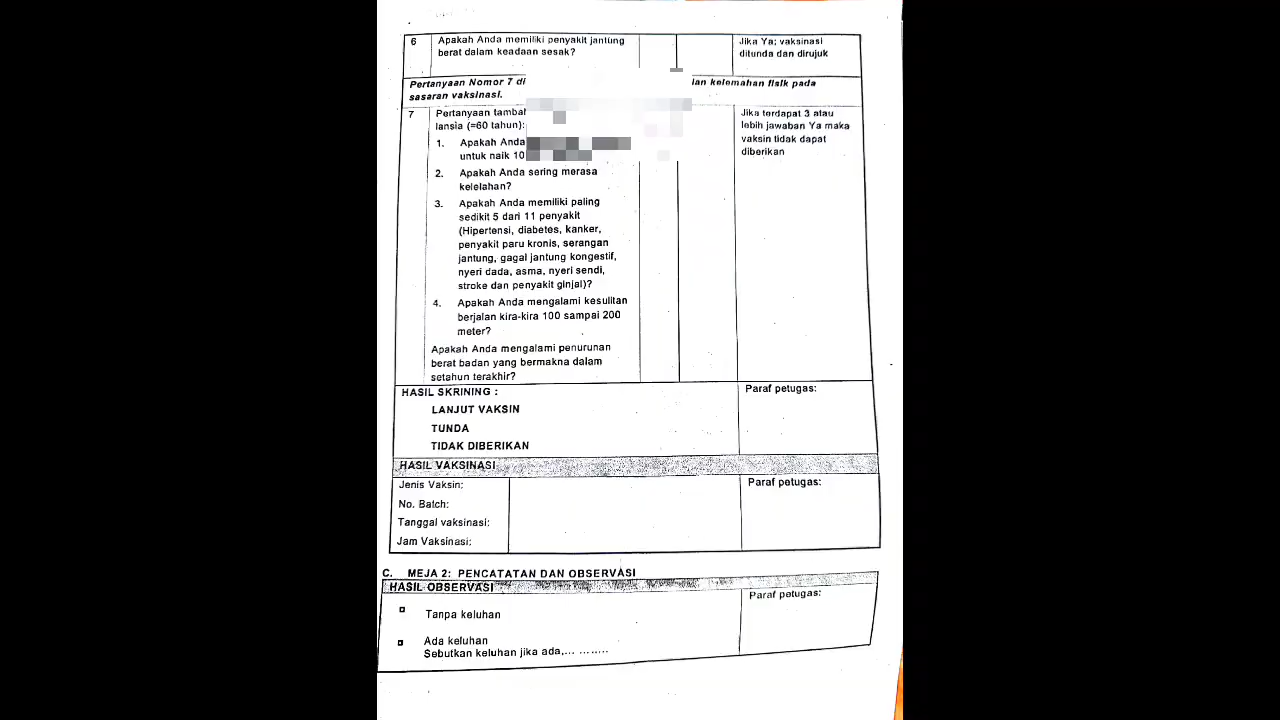 6 Apakah Anda memiliki penyakit jantung
berat dalam keadaan sesak?
Jika Ya; vaksinasi
ditunda dan dirujuk
Pertanyaan Nomor 7 di
kelemahan fisik pada
sasaran vaksinasi.
7 Pertanyaan
lansia (=60 tahun):
1. Apakah Anda
untuk naik 10
2. Apakah Anda sering merasa
kelelahan?
3. Apakah Anda memiliki paling
sedikit 5 dari 11 penyakit
(Hipertensi, diabetes, kanker,
penyakit paru kronis, serangan
jantung, gagal jantung kongestif,
nyeri dada, asma, nyeri sendi,
stroke dan penyakit ginjal)?
4. Apakah Anda mengalami kesulitan
berjalan kira-kira 100 sampai 200
meter?
Apakah Anda mengalami penurunan
berat badan yang bermakna dalam
setahun terakhir?
Jika terdapat 3 atau
lebih jawaban Ya maka
vaksin tidak dapat
diberikan
HASIL SKRINING :
LANJUT VAKSIN
TUNDA
TIDAK DIBERIKAN
Paraf petugas:
HASIL VAKSINASI
Jenis Vaksin:
No. Batch:
Tanggal vaksinasi:
Jam Vaksinasi:
Paraf petugas:
C. MEJA 2: PENCATATAN DAN OBSERVASI
HASIL OBSERVASI
Tanpa keluhan
Ada keluhan
Sebutkan keluhan jika ada,... ........
Paraf petugas: